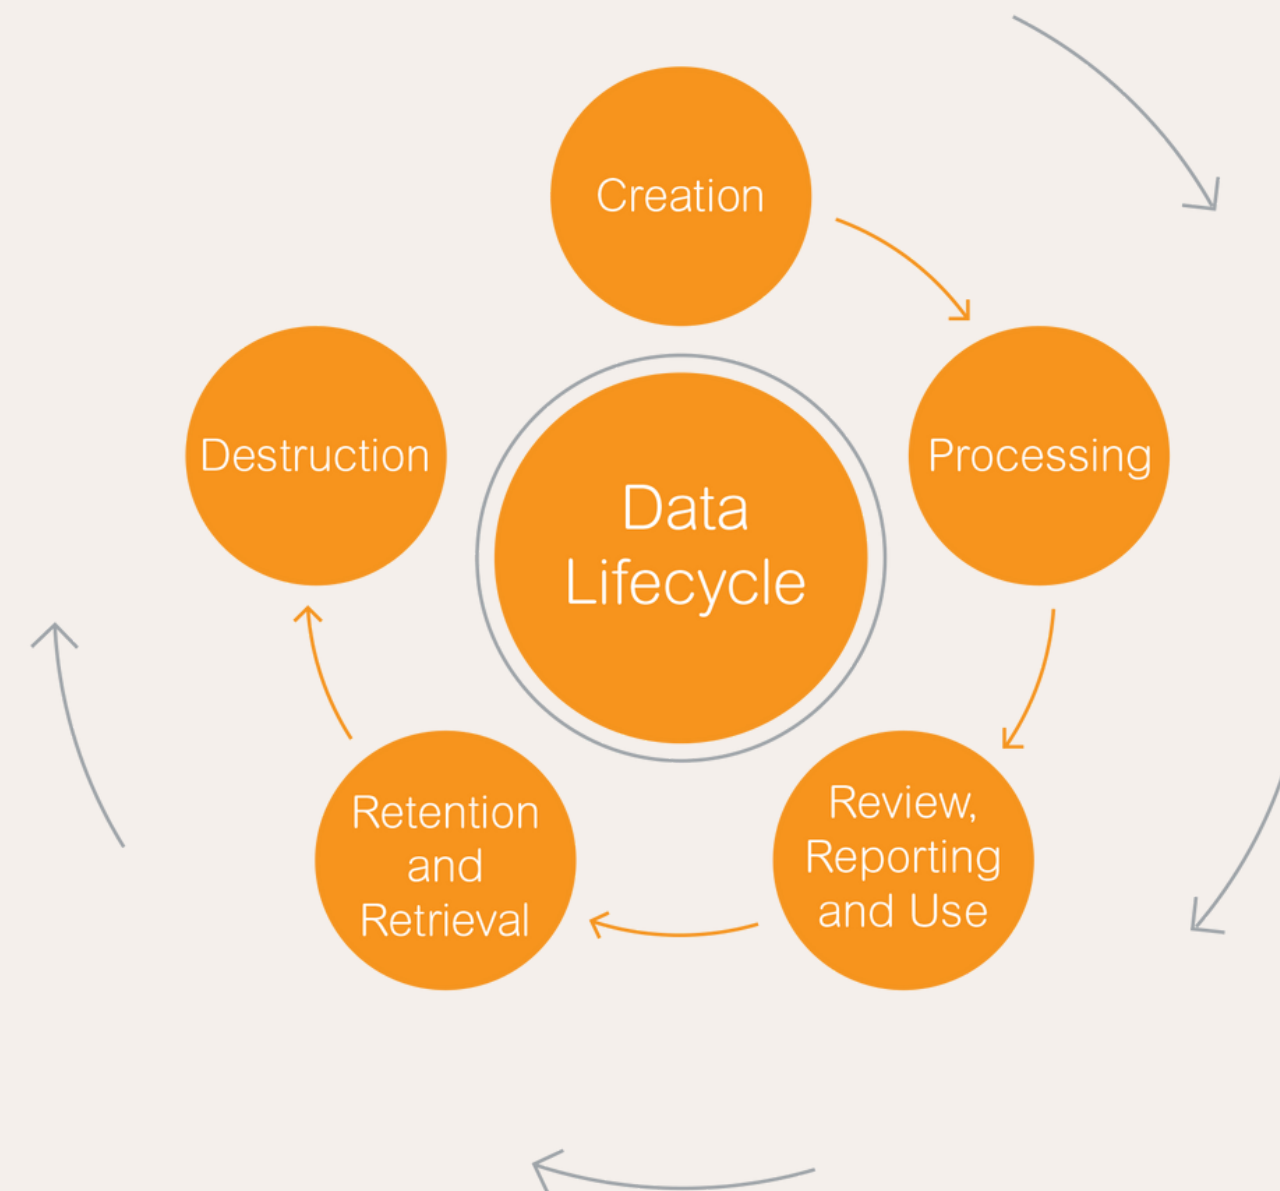 Creation
Processing
Review,
Reporting
and Use
Retention
and
Retrieval
Destruction
Data
Lifecycle